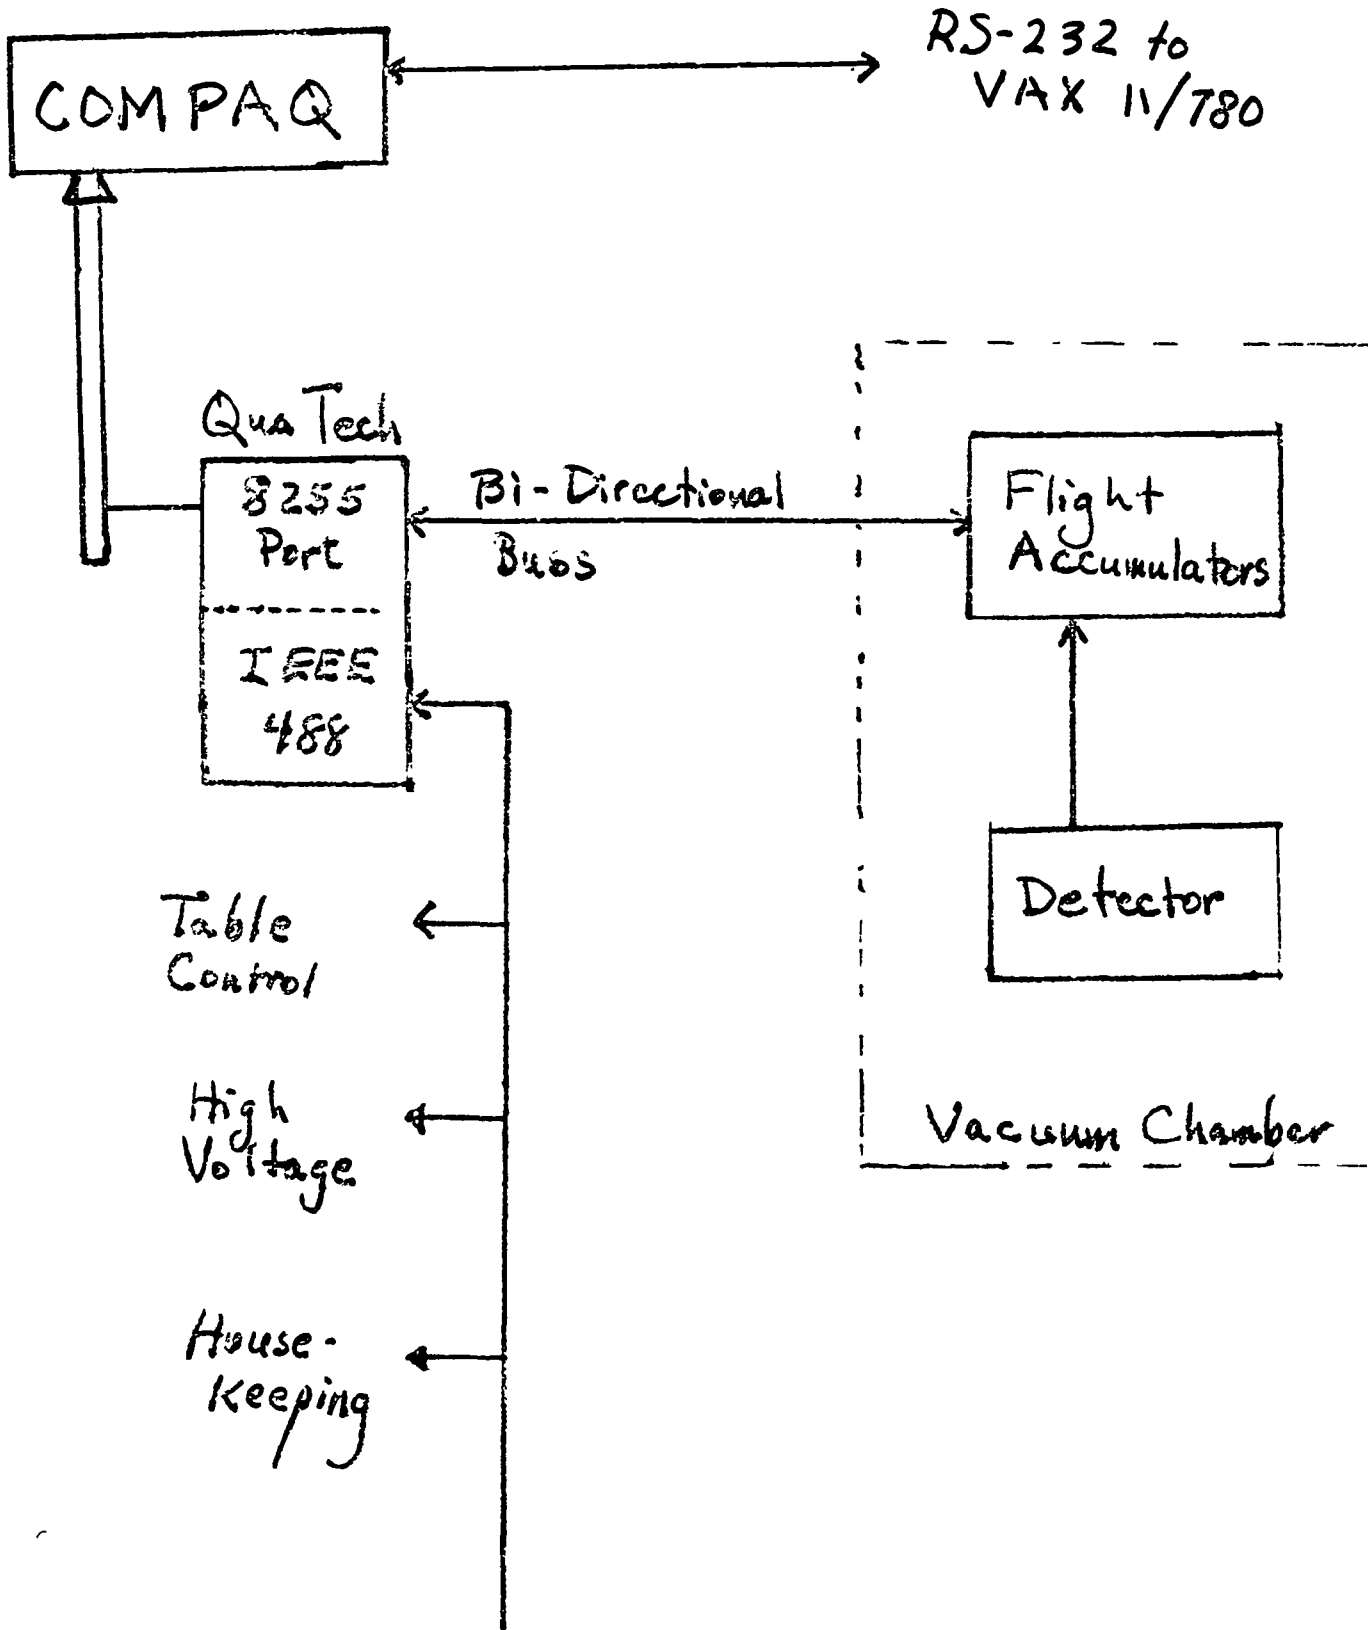 RS-232 to
VAX 11/780
COMPAQ
Qua Tech
8255
Port
IEEE
488
Bi-Directional
Buss
Flight
Accumulators
Detector
Vacuum Chamber
Table
Control
High
Voltage
House-
Keeping